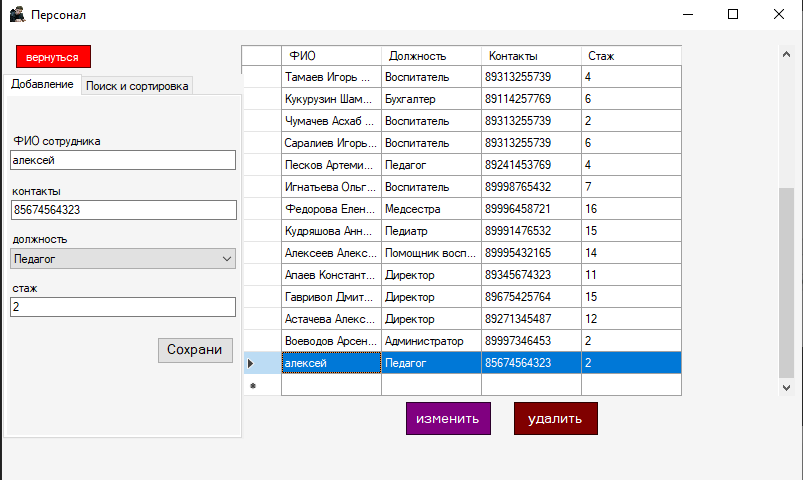 Персонал
вернуться
Добавление
Поиск и сортировка
ФИО сотрудника
алексей
контакты
85674564323
должность
Педагог
стаж
2
Сохрани
ФИО Должность Контакты Стаж
Тамаев Игорь ... Воспитатель 89313255739 4
Кукурузин Шам... Бухгалтер 89114257769 6
Чумачев Асхаб ... Воспитатель 89313255739 2
Саралиев Игорь... Воспитатель 89313255739 6
Песков Артеми... Педагог 89241453769 4
Игнатьева Ольг... Воспитатель 89998765432 7
Федорова Елен... Медсестра 89996458721 16
Кудряшова Анн... Педиатр 89991476532 15
Алексеев Алекс... Помощник восп... 89995432165 14
Апаев Констант... Директор 89345674323 11
Гавривол Дмит... Директор 89675425764 15
Астачева Алекс... Директор 89271345487 12
Воеводов Арсен... Администратор 89997346453 2
алексей Педагог 85674564323 2
изменить
удалить